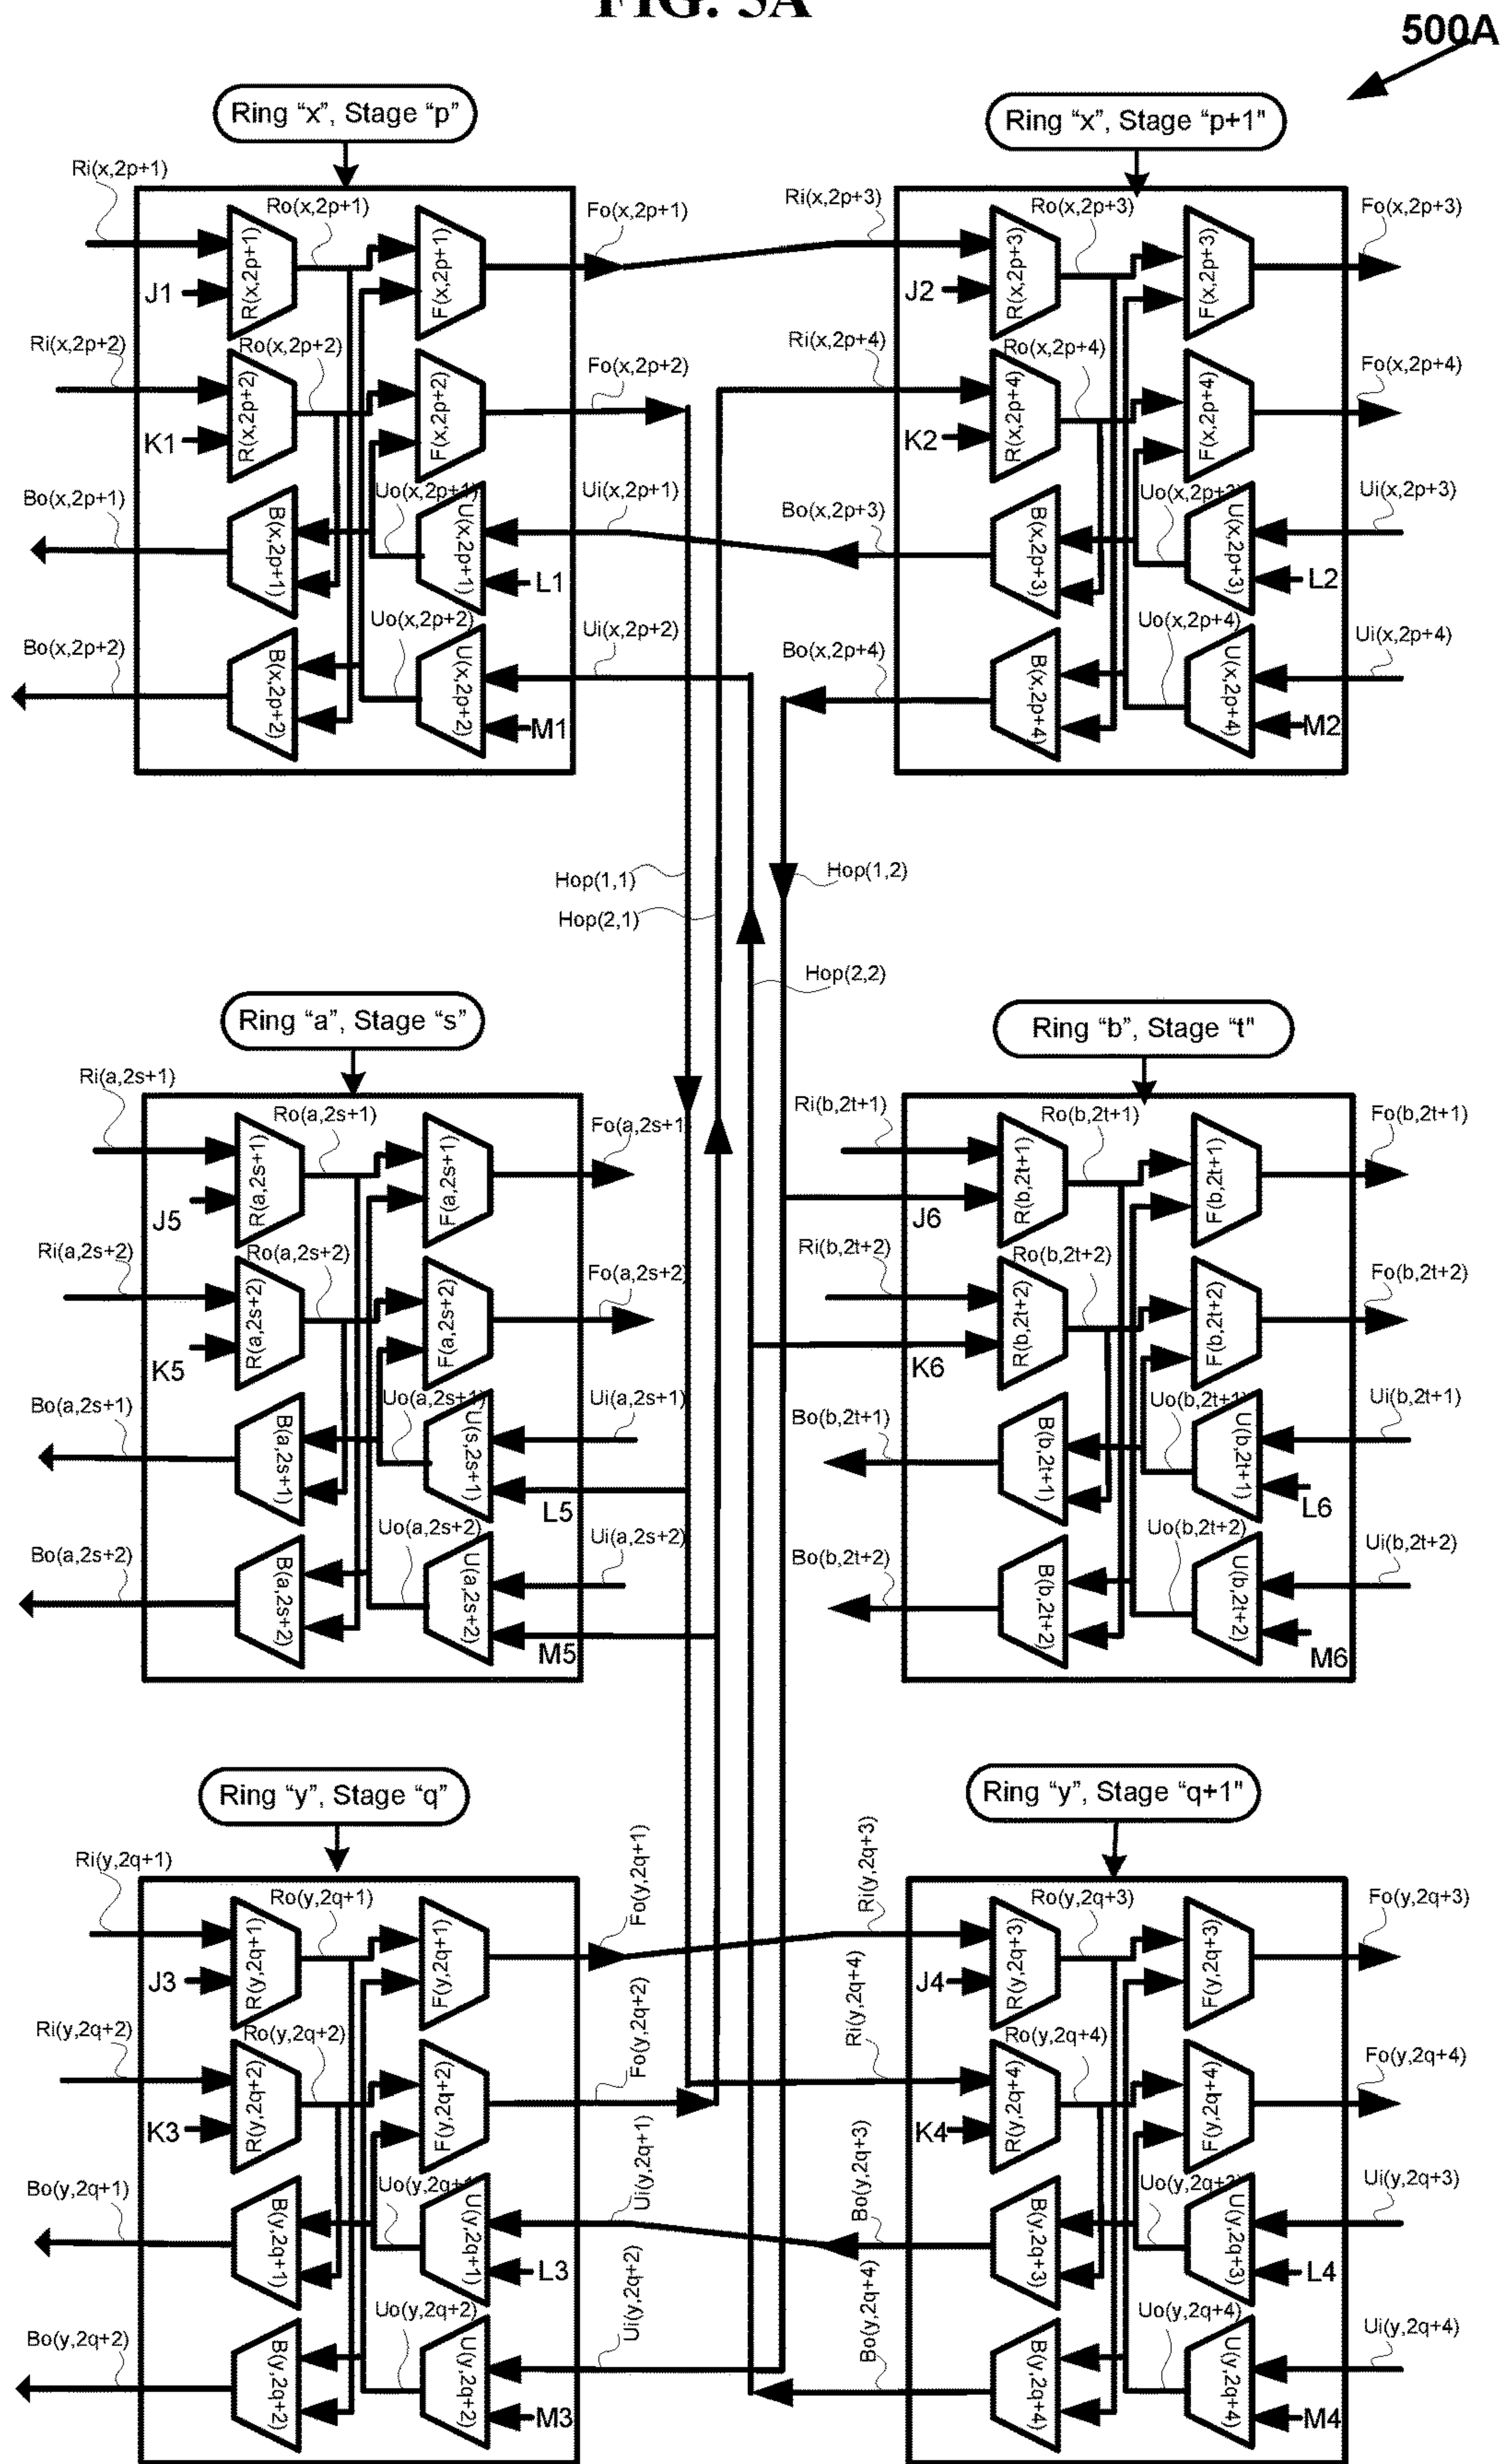 FIG. 5A
500A
Ring “x”, Stage “p”
Ring “x”, Stage “p+1"
Ri(x,2p+1)
Ro(x,2p+1)
R(x,2p+1)
F(x,2p+1)
Fo(x,2p+1)
J1
Ri(x,2p+2)
Ro(x,2p+2)
R(x,2p+2)
F(x,2p+2)
Fo(x,2p+2)
K1
Bo(x,2p+1)
B(x,2p+1)
Uo(x,2p+1)
U(x,2p+1)
Ui(x,2p+1)
L1
Bo(x,2p+2)
B(x,2p+2)
Uo(x,2p+2)
U(x,2p+2)
Ui(x,2p+2)
M1
Ri(x,2p+3)
Ro(x,2p+3)
R(x,2p+3)
F(x,2p+3)
Fo(x,2p+3)
J2
Ri(x,2p+4)
Ro(x,2p+4)
R(x,2p+4)
F(x,2p+4)
Fo(x,2p+4)
K2
Bo(x,2p+3)
B(x,2p+3)
U(x,2p+3)
Ui(x,2p+3)
L2
Bo(x,2p+4)
B(x,2p+4)
Uo(x,2p+4)
U(x,2p+4)
Ui(x,2p+4)
M2
Hop(1,1)
Hop(1,2)
Hop(2,1)
Hop(2,2)
Ring “a”, Stage “s”
Ring “b”, Stage “t"
Ri(a,2s+1)
Ro(a,2s+1)
R(a,2s+1)
F(a,2s+1)
Fo(a,2s+1
J5
Ri(a,2s+2)
Ro(a,2s+2)
R(a,2s+2)
F(a,2s+2)
Fo(a,2s+2)
K5
Bo(a,2s+1)
B(a,2s+1)
Uo(a,2s+1)
U(s,2s+1)
Ui(a,2s+1)
L5
Bo(a,2s+2)
B(a,2s+2)
Uo(a,2s+2)
U(a,2s+2)
Ui(a,2s+2)
M5
Ri(b,2t+1)
Ro(b,2t+1)
R(b,2t+1)
F(b,2t+1)
Fo(b,2t+1)
J6
Ri(b,2t+2)
Ro(b,2t+2)
R(b,2t+2)
F(b,2t+2)
Fo(b,2t+2)
K6
Bo(b,2t+1)
B(b,2t+1)
Uo(b,2t+1)
U(b,2t+1)
Ui(b,2t+1)
L6
Bo(b,2t+2)
B(b,2t+2)
Uo(b,2t+2)
U(b,2t+2)
Ui(b,2t+2)
M6
Ring “y”, Stage “q”
Ring “y”, Stage “q+1"
Ri(y,2q+1)
Ro(y,2q+1)
R(y,2q+1)
F(y,2q+1)
Fo(y,2q+1)
J3
Ri(y,2q+2)
Ro(y,2q+2)
R(y,2q+2)
F(y,2q+2)
Fo(y,2q+2)
K3
Bo(y,2q+1)
B(y,2q+1)
U(y,2q+1)
Ui(y,2q+1)
L3
Bo(y,2q+2)
B(y,2q+2)
Uo(y,2q+2)
U(y,2q+2)
Ui(y,2q+2)
M3
Ri(y,2q+3)
Ro(y,2q+3)
R(y,2q+3)
F(y,2q+3)
Fo(y,2q+3)
J4
Ri(y,2q+4)
Ro(y,2q+4)
R(y,2q+4)
F(y,2q+4)
Fo(y,2q+4)
K4
Bo(y,2q+3)
B(y,2q+3)
U(y,2q+3)
Ui(y,2q+3)
L4
Bo(y,2q+4)
B(y,2q+4)
Uo(y,2q+4)
U(y,2q+4)
Ui(y,2q+4)
M4